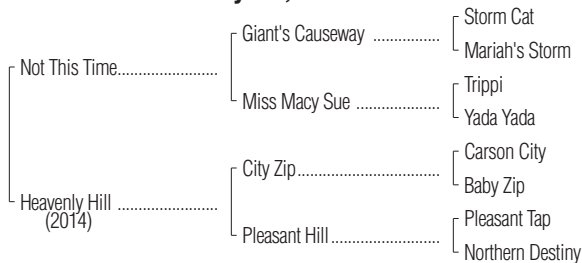 Storm Cat
Giant's Causeway
Mariah's Storm
Not This Time
Trippi
Miss Macy Sue
Yada Yada
Carson City
City Zip
Baby Zip
Heavenly Hill
(2014)
Pleasant Tap
Pleasant Hill
Northern Destiny